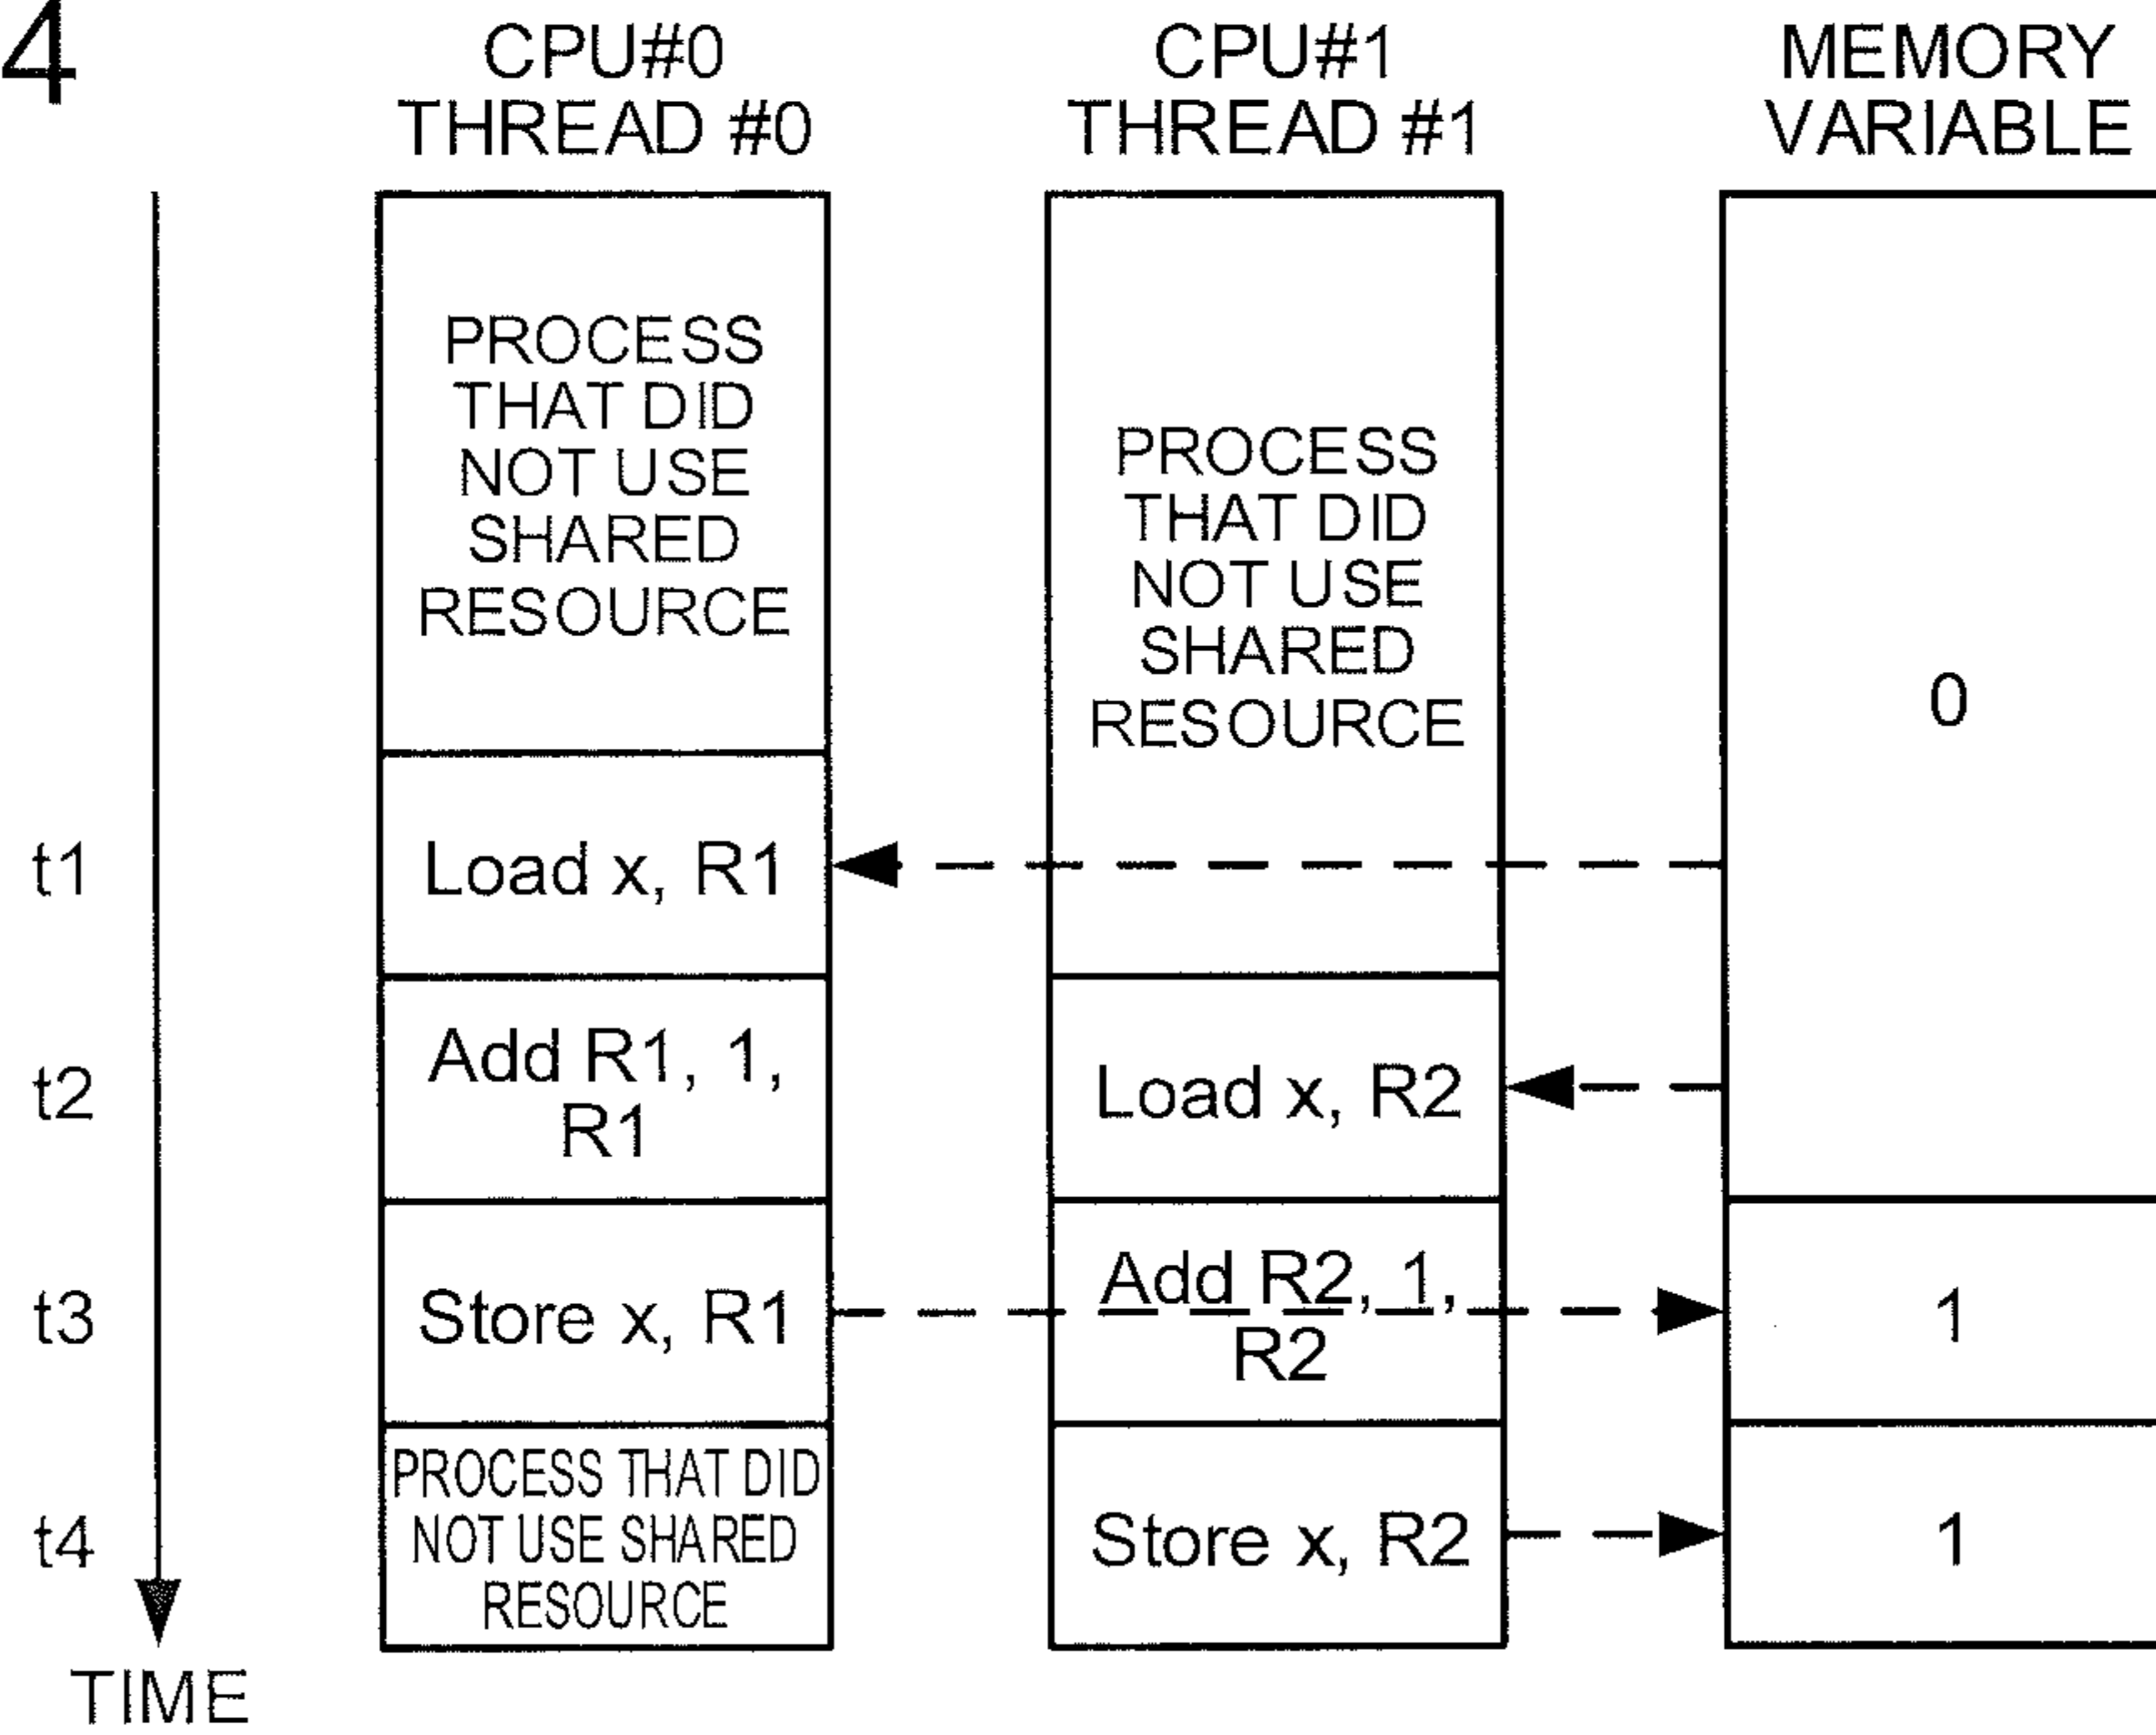 4
CPU#0
THREAD #0
CPU#1
THREAD #1
MEMORY
VARIABLE
PROCESS
THAT DID
NOT USE
SHARED
RESOURCE
PROCESS
THAT DID
NOT USE
SHARED
RESOURCE
0
t1
Load x, R1
t2
Add R1, 1,
R1
Load x, R2
t3
Store x, R1
Add R2, 1,
R2
1
t4
PROCESS THAT DID
NOT USE SHARED
RESOURCE
Store x, R2
1
TIME